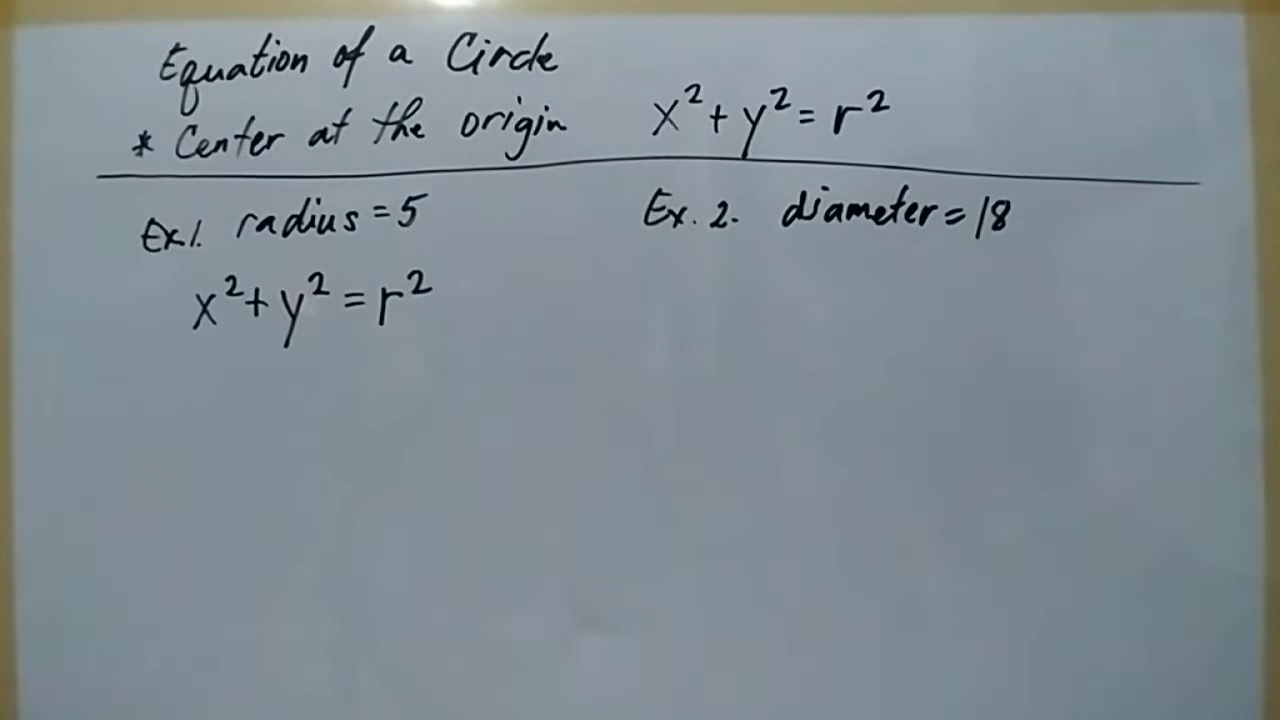 Equation of a Circle
* Center at the origin x² + y² = r²
Ex 1. radius = 5
x² + y² = r²
Ex. 2. diameter = 18